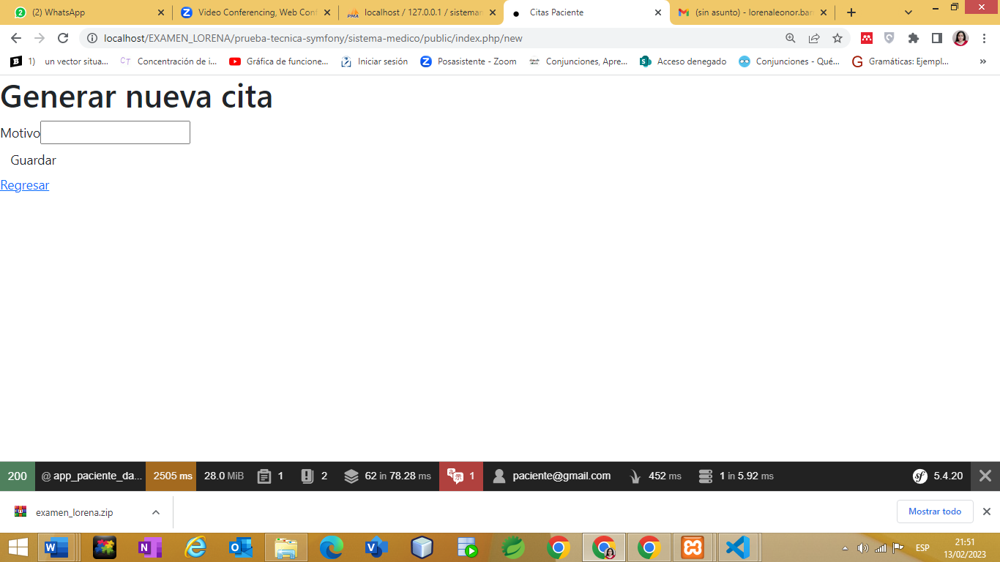 (2) WhatsApp
Video Conferencing, Web Conf
localhost / 127.0.0.1 / sisteman
Citas Paciente
(sin asunto) - lorenaleonor.ban
localhost/EXAMEN_LORENA/prueba-tecnica-symfony/sistema-medico/public/index.php/new
1) un vector situa...
Concentración de i...
Gráfica de funcione...
Iniciar sesión
Posasistente - Zoom
Conjunciones, Apre...
Acceso denegado
Conjunciones - Qué...
Gramáticas: Ejempl...
»
Generar nueva cita
Motivo
Guardar
Regresar
200 @ app_paciente_da... 2505 ms 28.0 MiB 1 2 62 in 78.28 ms 1 paciente@gmail.com 452 ms 1 in 5.92 ms 5.4.20
examen_lorena.zip
Mostrar todo
ESP
21:51
13/02/2023